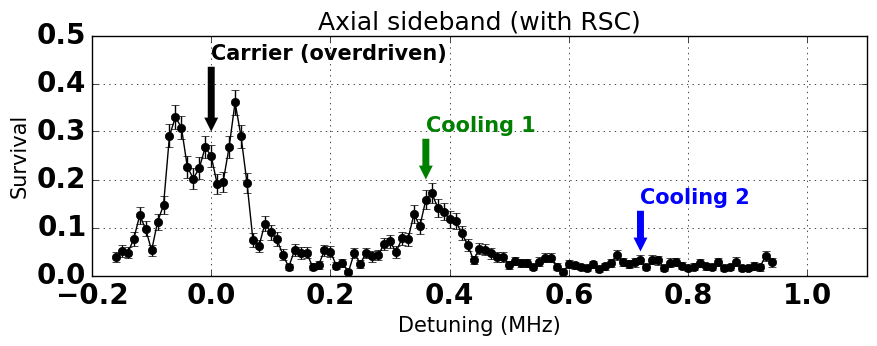 Axial sideband (with RSC)
0.5
Carrier (overdriven)
0.4
0.3
Cooling 1
0.2
Cooling 2
0.1
0.0
Survival
−0.2 0.0 0.2 0.4 0.6 0.8 1.0
Detuning (MHz)